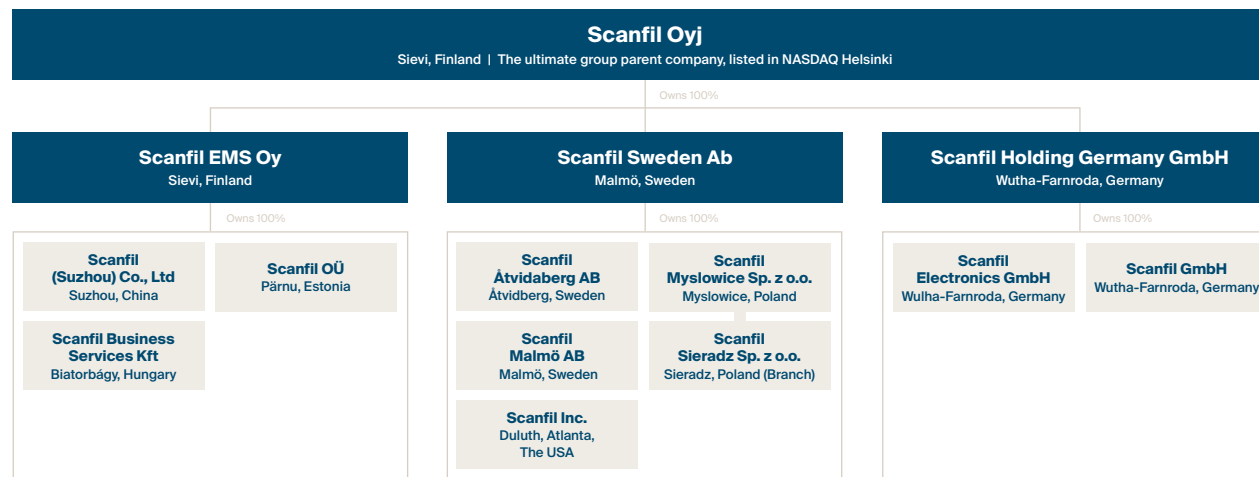 Scanfil Oyj
Sievi, Finland | The ultimate group parent company, listed in NASDAQ Helsinki
Owns 100%
Scanfil EMS Oy
Sievi, Finland
Owns 100%
Scanfil
(Suzhou) Co., Ltd
Suzhou, China
Scanfil OÜ
Pärnu, Estonia
Scanfil Business
Services Kft
Biatorbágy, Hungary
Scanfil Sweden Ab
Malmö, Sweden
Owns 100%
Scanfil
Åtvidaberg AB
Åtvidberg, Sweden
Scanfil
Myslowice Sp. z o.o.
Myslowice, Poland
Scanfil
Malmö AB
Malmö, Sweden
Scanfil
Sieradz Sp. z o.o.
Sieradz, Poland (Branch)
Scanfil Inc.
Duluth, Atlanta,
The USA
Scanfil Holding Germany GmbH
Wutha-Farnroda, Germany
Owns 100%
Scanfil
Electronics GmbH
Wulha-Farnroda, Germany
Scanfil GmbH
Wutha-Farnroda, Germany